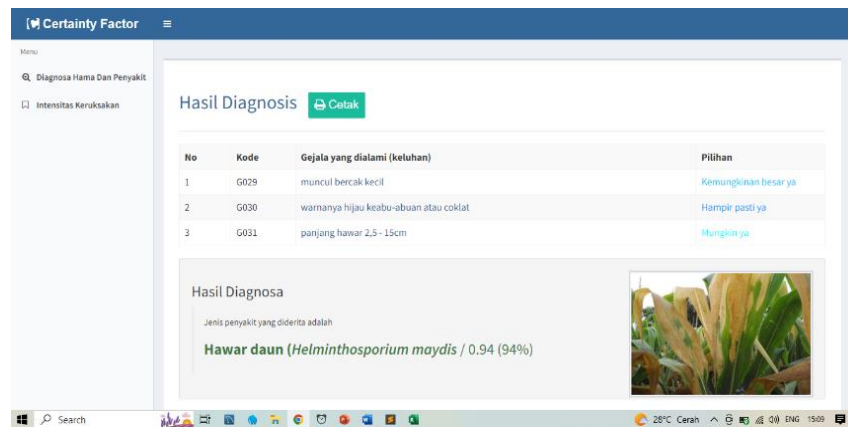 Certainty Factor
Menu
Diagnosa Hama Dan Penyakit
Intensitas Keruksakan
Hasil Diagnosis Cetak
No Kode Gejala yang dialami (keluhan) Pilihan
1 G029 muncul bercak kecil Kemungkinan besar ya
2 G030 warnanya hijau keabu-abuan atau coklat Hampir pasti ya
3 G031 panjang hawar 2,5 - 15cm Mungkin ya
Hasil Diagnosa
Jenis penyakit yang diderita adalah
Hawar daun (Helminthosporium maydis / 0.94 (94%)
Search 28°C Cerah ENG 15:09